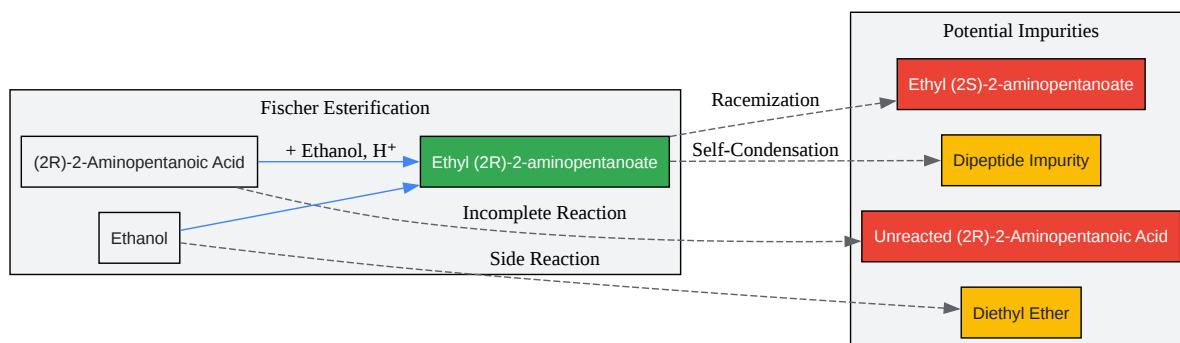 Potential Impurities
Ethyl (2S)-2-aminopentanoate
Racemization
Fischer Esterification
(2R)-2-Aminopentanoic Acid
+ Ethanol, H⁺
Ethyl (2R)-2-aminopentanoate
Self-Condensation
Dipeptide Impurity
Ethanol
Incomplete Reaction
Unreacted (2R)-2-Aminopentanoic Acid
Side Reaction
Diethyl Ether